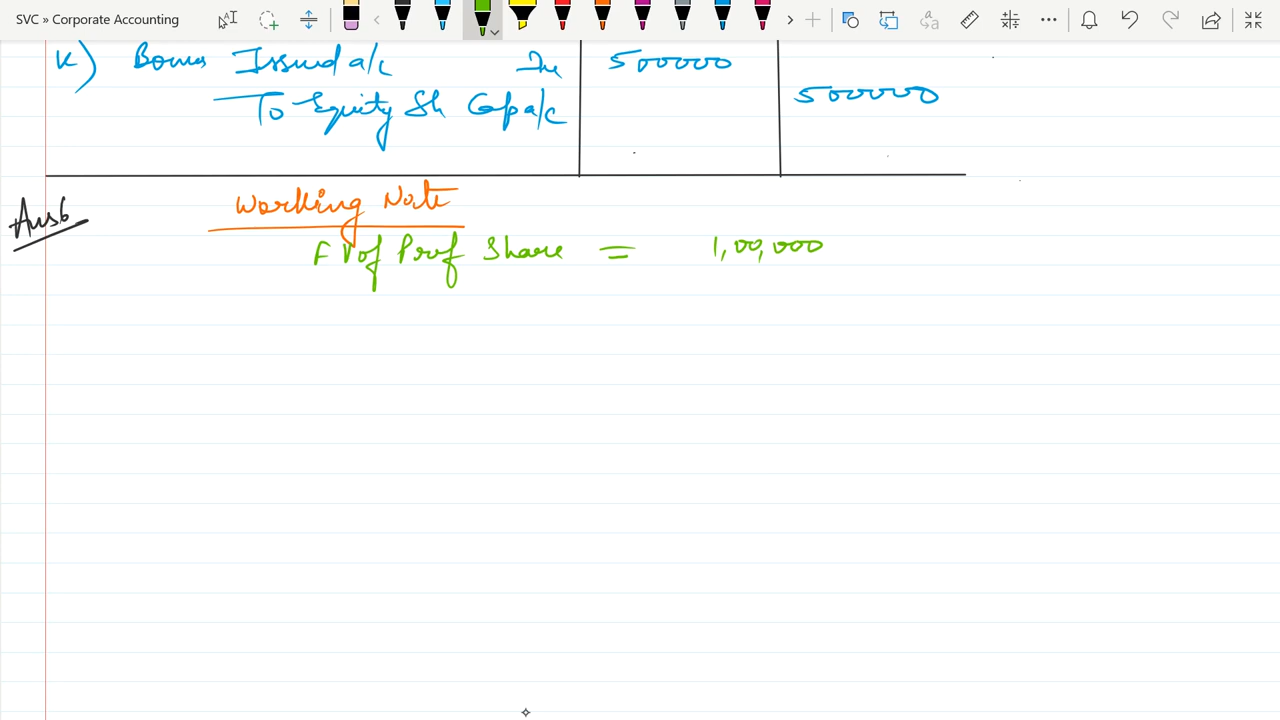 SVC » Corporate Accounting
K) Bonus Issued a/c Dr 500000
To Equity Sh Cap a/c 500000
Ans6 Working Note
FV of Pref Share = 1,00,000